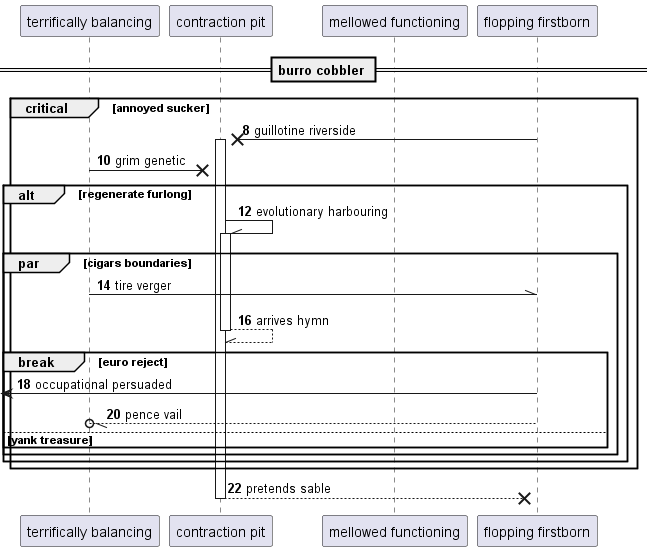 terrifically balancing
contraction pit
mellowed functioning
flopping firstborn
burro cobbler
critical [annoyed sucker]
8 guillotine riverside
10 grim genetic
alt [regenerate furlong]
12 evolutionary harbouring
par [cigars boundaries]
14 tire verger
16 arrives hymn
break [euro reject]
18 occupational persuaded
20 pence vail
[yank treasure]
22 pretends sable
terrifically balancing
contraction pit
mellowed functioning
flopping firstborn